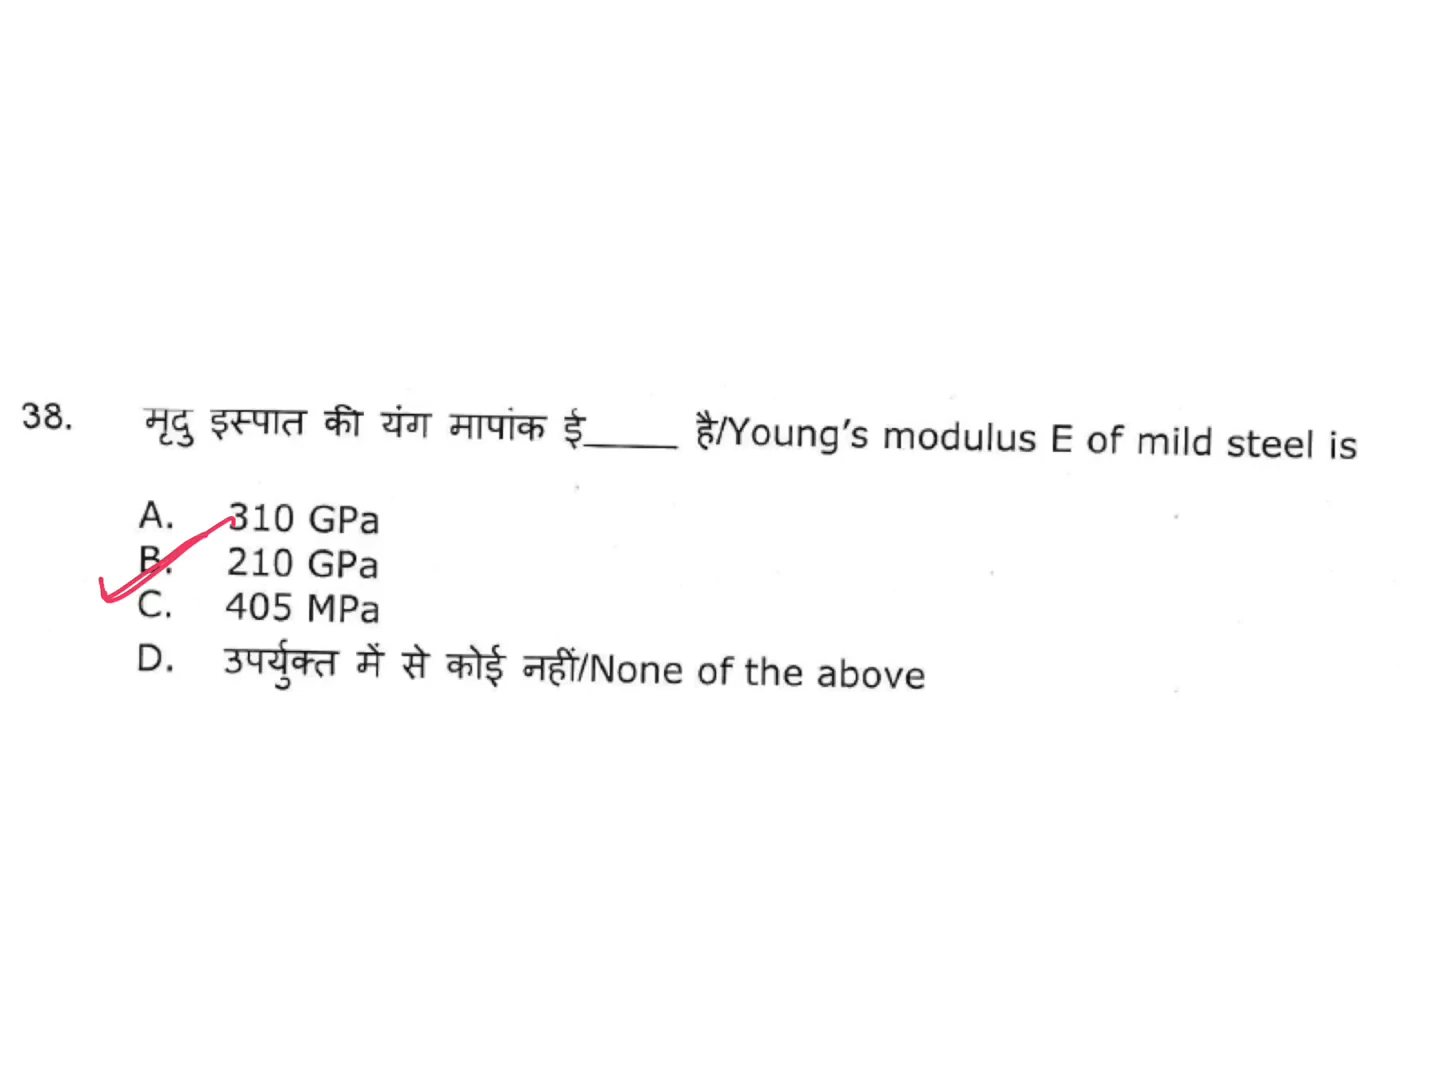 38. मृदु इस्पात की यंग मापांक ई_____ है/Young's modulus E of mild steel is
A. 310 GPa
B. 210 GPa
C. 405 MPa
D. उपर्युक्त में से कोई नहीं/None of the above